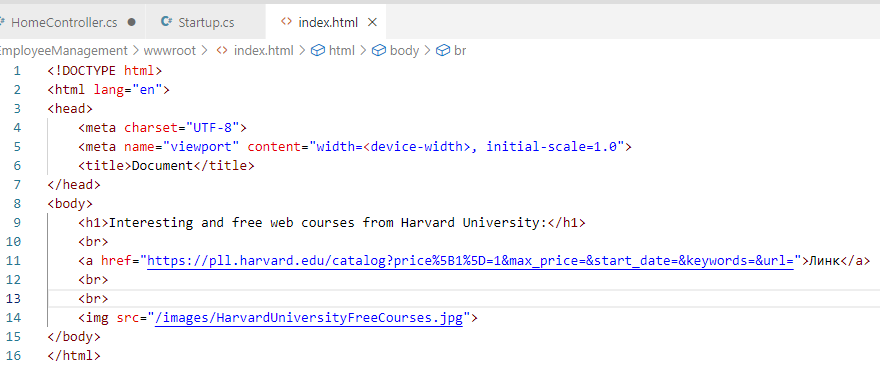 HomeController.cs ● Startup.cs <> index.html ×
EmployeeManagement > wwwroot > <> index.html > html > body > br
1 <!DOCTYPE html>
2 <html lang="en">
3 <head>
4     <meta charset="UTF-8">
5     <meta name="viewport" content="width=<device-width>, initial-scale=1.0">
6     <title>Document</title>
7 </head>
8 <body>
9     <h1>Interesting and free web courses from Harvard University:</h1>
10     <br>
11     <a href="https://pll.harvard.edu/catalog?price%5B1%5D=1&max_price=&start_date=&keywords=&url=">Линк</a>
12     <br>
13     <br>
14     <img src="/images/HarvardUniversityFreeCourses.jpg">
15 </body>
16 </html>